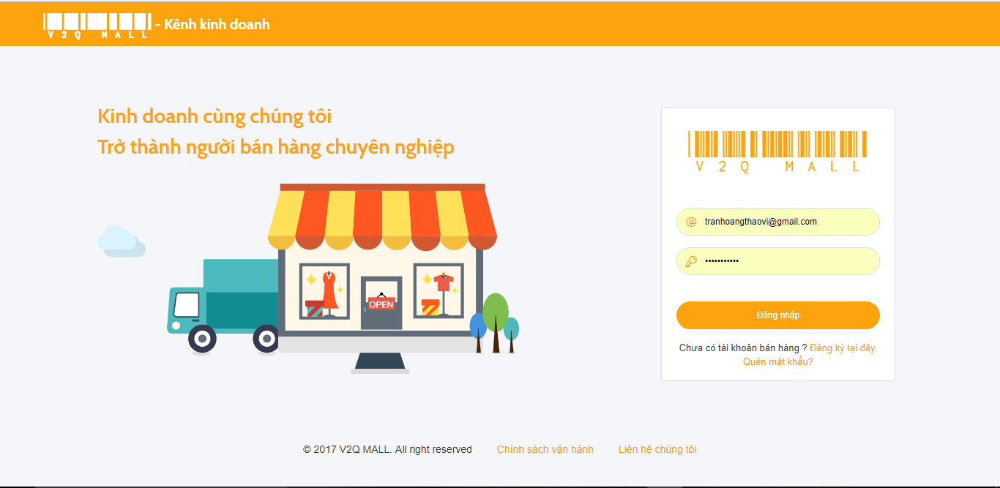 V2Q MALL - Kênh kinh doanh
Kinh doanh cùng chúng tôi
Trở thành người bán hàng chuyên nghiệp
OPEN
V2Q MALL
@ tranhoangthaovi@gmail.com
•••••••••••
Đăng nhập
Chưa có tài khoản bán hàng ? Đăng ký tại đây.
Quên mật khẩu?
© 2017 V2Q MALL. All right reserved Chính sách vận hành Liên hệ chúng tôi